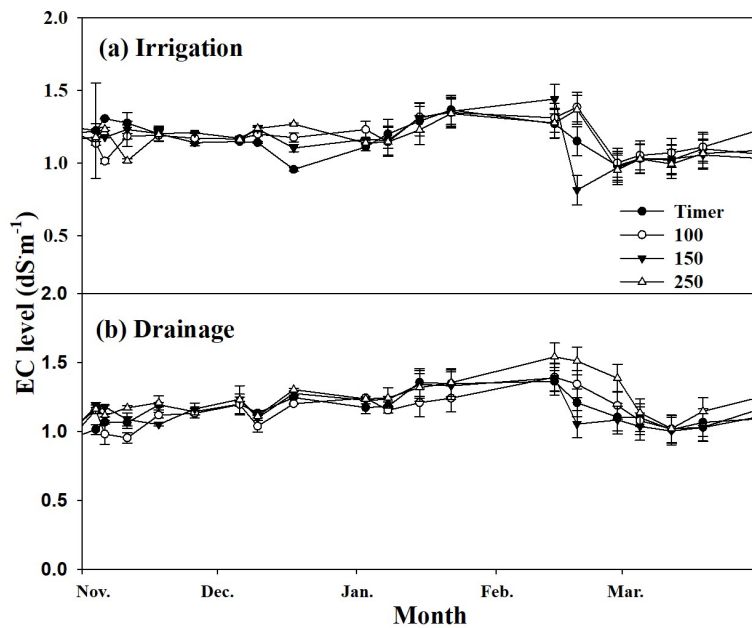 2.0
(a) Irrigation
1.5
1.0
0.5
Timer
100
150
250
EC level (dS·m⁻¹)
2.0
(b) Drainage
1.5
1.0
0.5
0.0
Nov. Dec. Jan. Feb. Mar.
Month